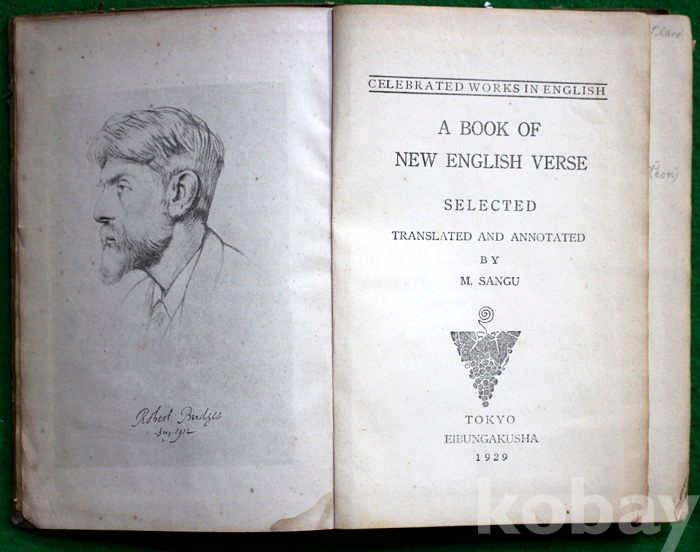 Robert Bridges
CELEBRATED WORKS IN ENGLISH
A BOOK OF
NEW ENGLISH VERSE
SELECTED
TRANSLATED AND ANNOTATED
BY
M. SANGU
TOKYO
EIBUNGAKUSHA
1929
kobay